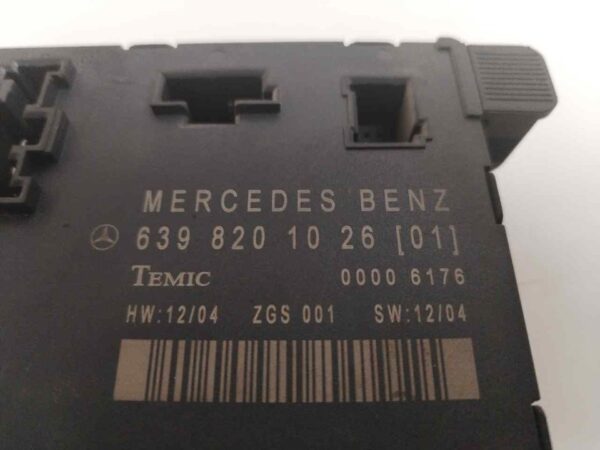 MERCEDES BENZ
639 820 10 26 [01]
TEMIC 0000 6176
HW:12/04 ZGS 001 SW:12/04